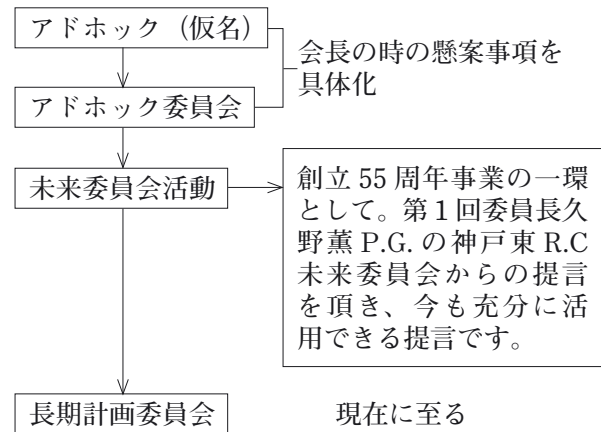 アドホック（仮名）
会長の時の懸案事項を
具体化
アドホック委員会
未来委員会活動
創立55周年事業の一環
として。第1回委員長久
野薫P.G.の神戸東R.C
未来委員会からの提言
を頂き、今も充分に活
用できる提言です。
長期計画委員会
現在に至る